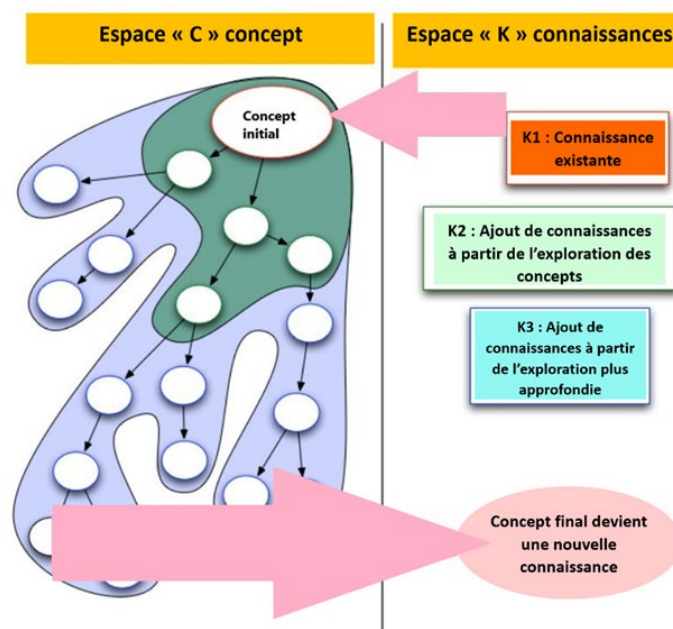 Espace « C » concept
Espace « K » connaissances
Concept
initial
K1 : Connaissance
existante
K2 : Ajout de connaissances
à partir de l’exploration des
concepts
K3 : Ajout de
connaissances à partir
de l’exploration plus
approfondie
Concept final devient
une nouvelle
connaissance